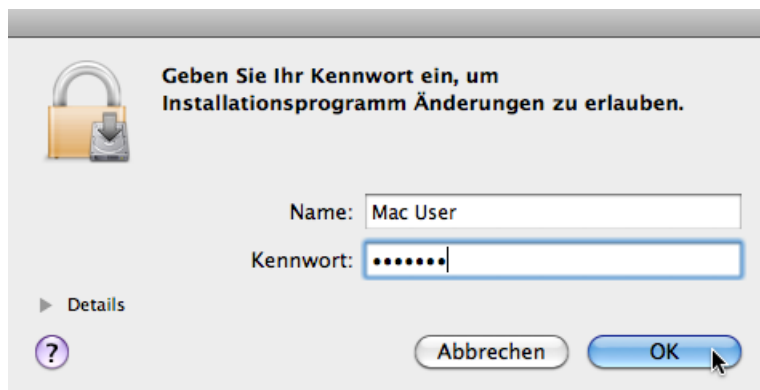 Geben Sie Ihr Kennwort ein, um
Installationsprogramm Änderungen zu erlauben.
Name: Mac User
Kennwort: •••••••
Details
?
Abbrechen
OK